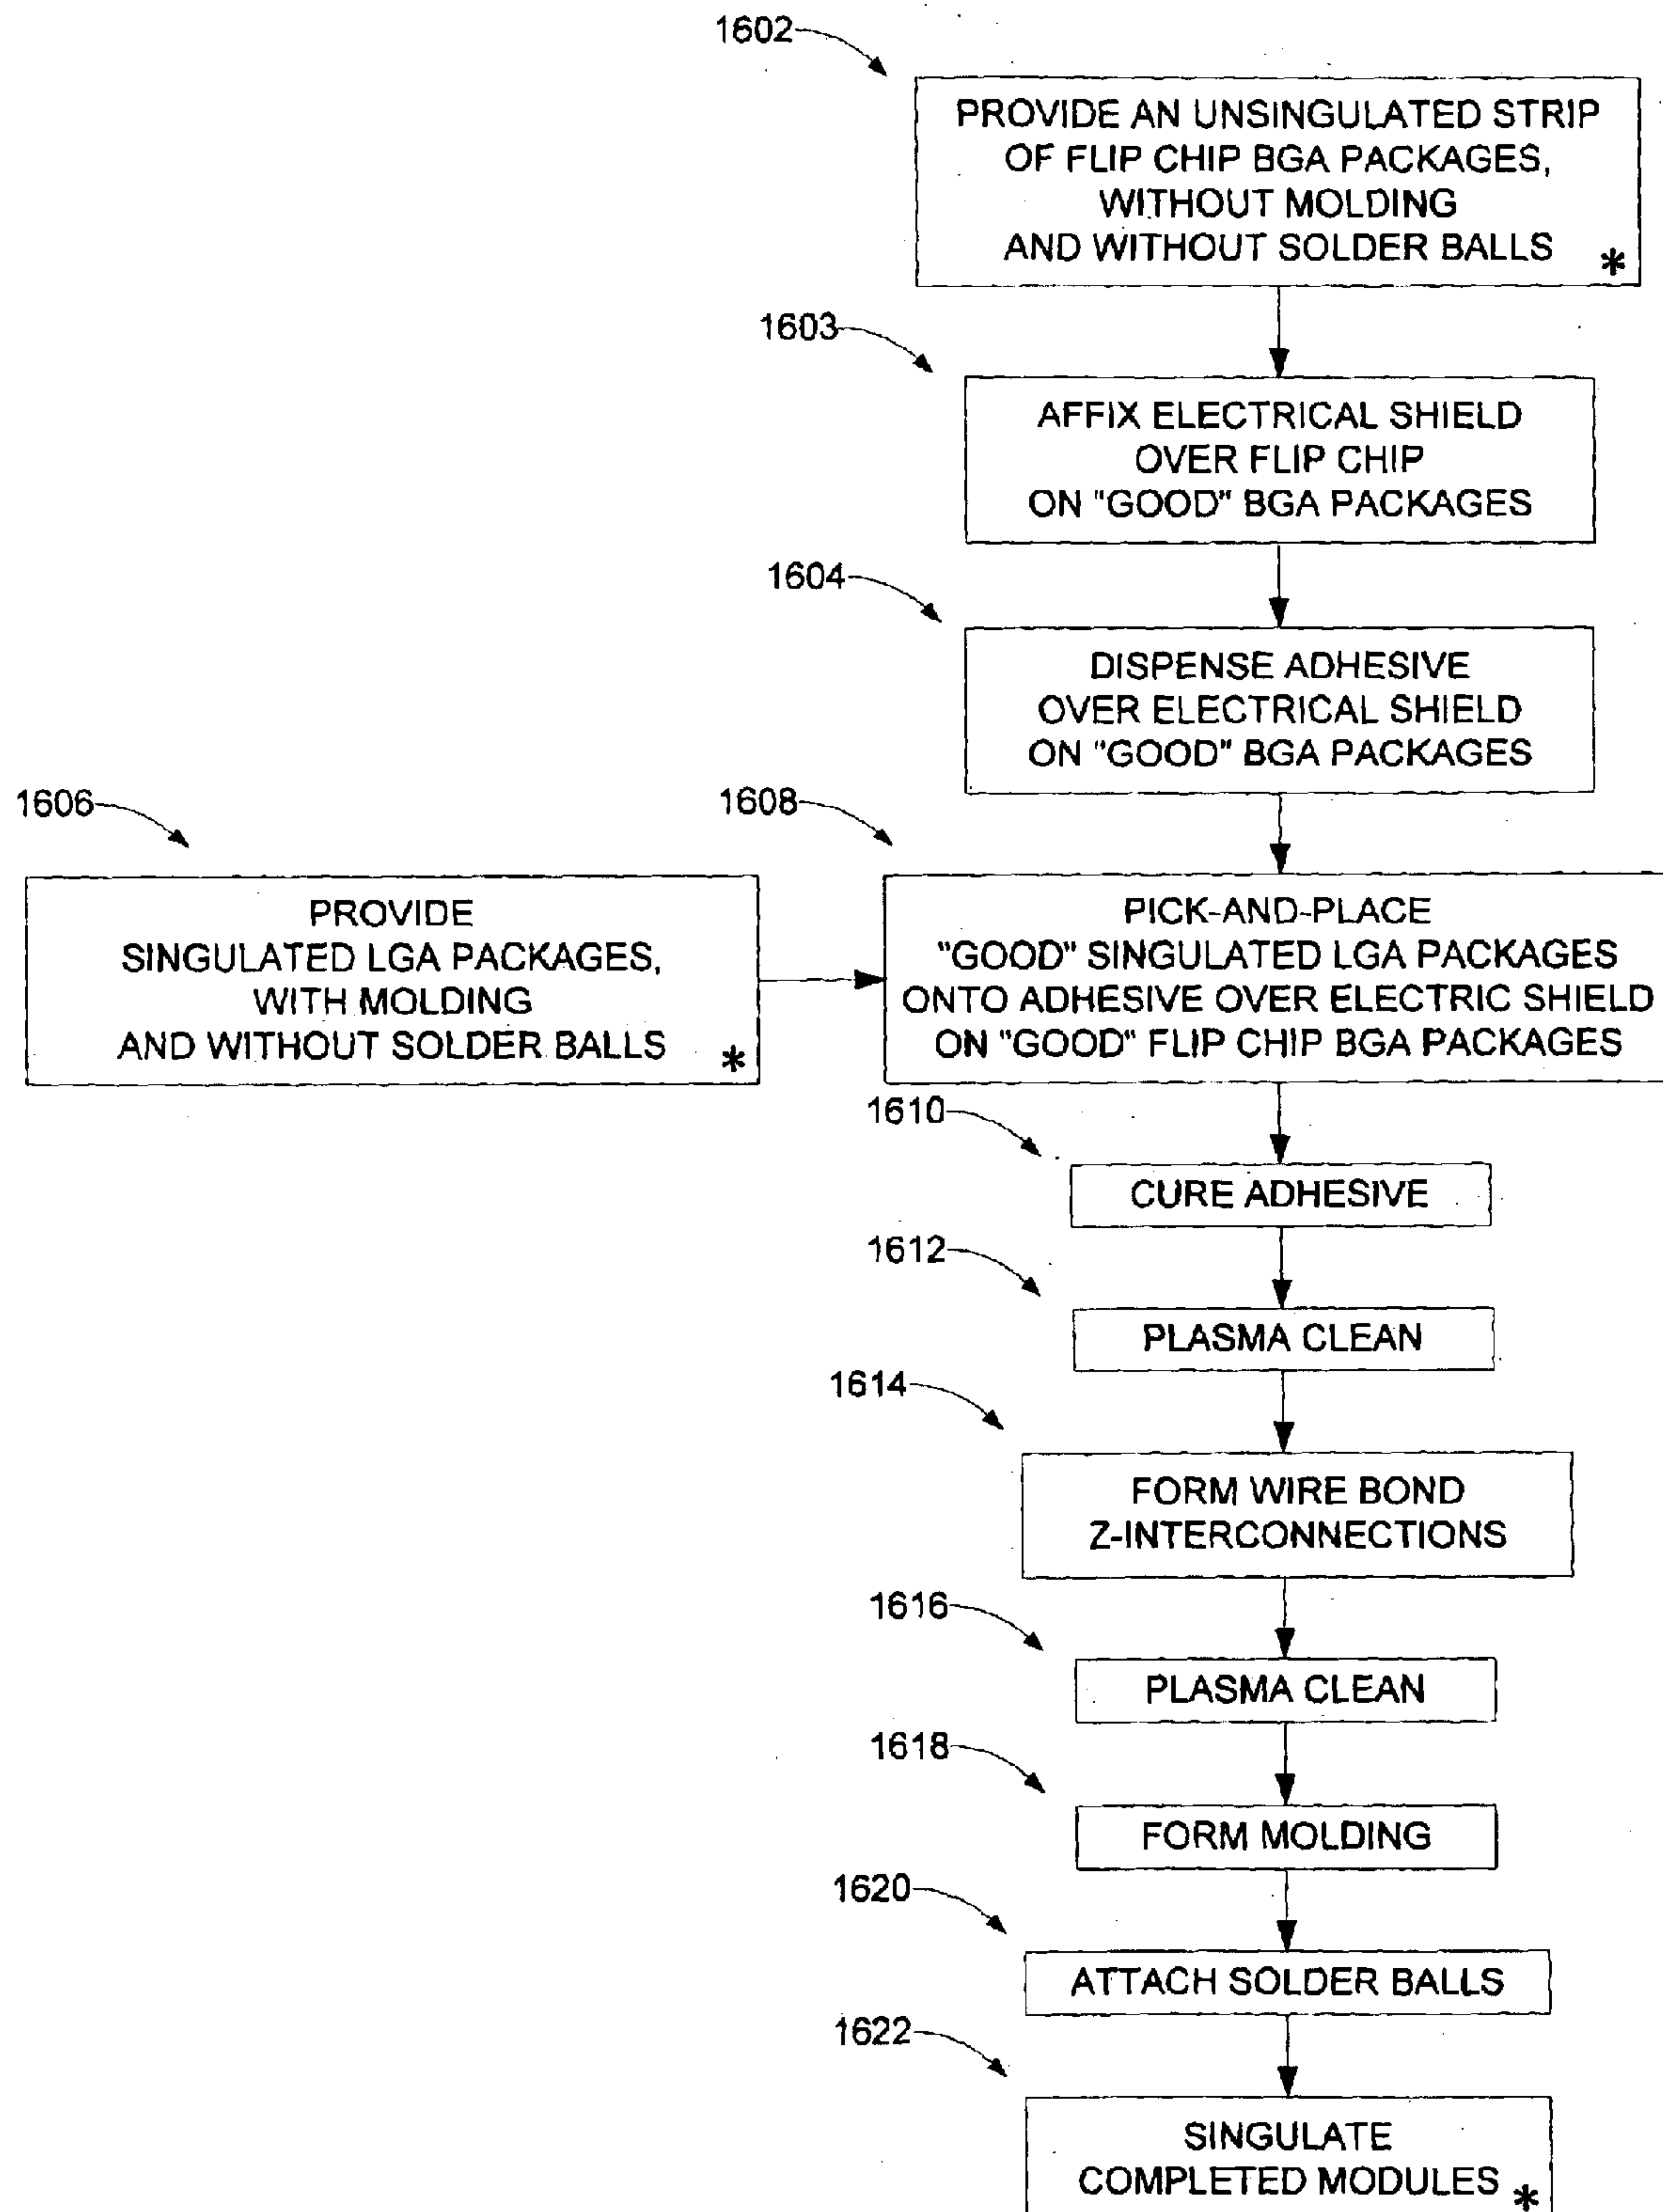 1602
PROVIDE AN UNSINGULATED STRIP
OF FLIP CHIP BGA PACKAGES,
WITHOUT MOLDING
AND WITHOUT SOLDER BALLS *
1603
AFFIX ELECTRICAL SHIELD
OVER FLIP CHIP
ON "GOOD" BGA PACKAGES
1604
DISPENSE ADHESIVE
OVER ELECTRICAL SHIELD
ON "GOOD" BGA PACKAGES
1606
PROVIDE
SINGULATED LGA PACKAGES,
WITH MOLDING
AND WITHOUT SOLDER BALLS *
1608
PICK-AND-PLACE
"GOOD" SINGULATED LGA PACKAGES
ONTO ADHESIVE OVER ELECTRIC SHIELD
ON "GOOD" FLIP CHIP BGA PACKAGES
1610
CURE ADHESIVE
1612
PLASMA CLEAN
1614
FORM WIRE BOND
Z-INTERCONNECTIONS
1616
PLASMA CLEAN
1618
FORM MOLDING
1620
ATTACH SOLDER BALLS
1622
SINGULATE
COMPLETED MODULES *